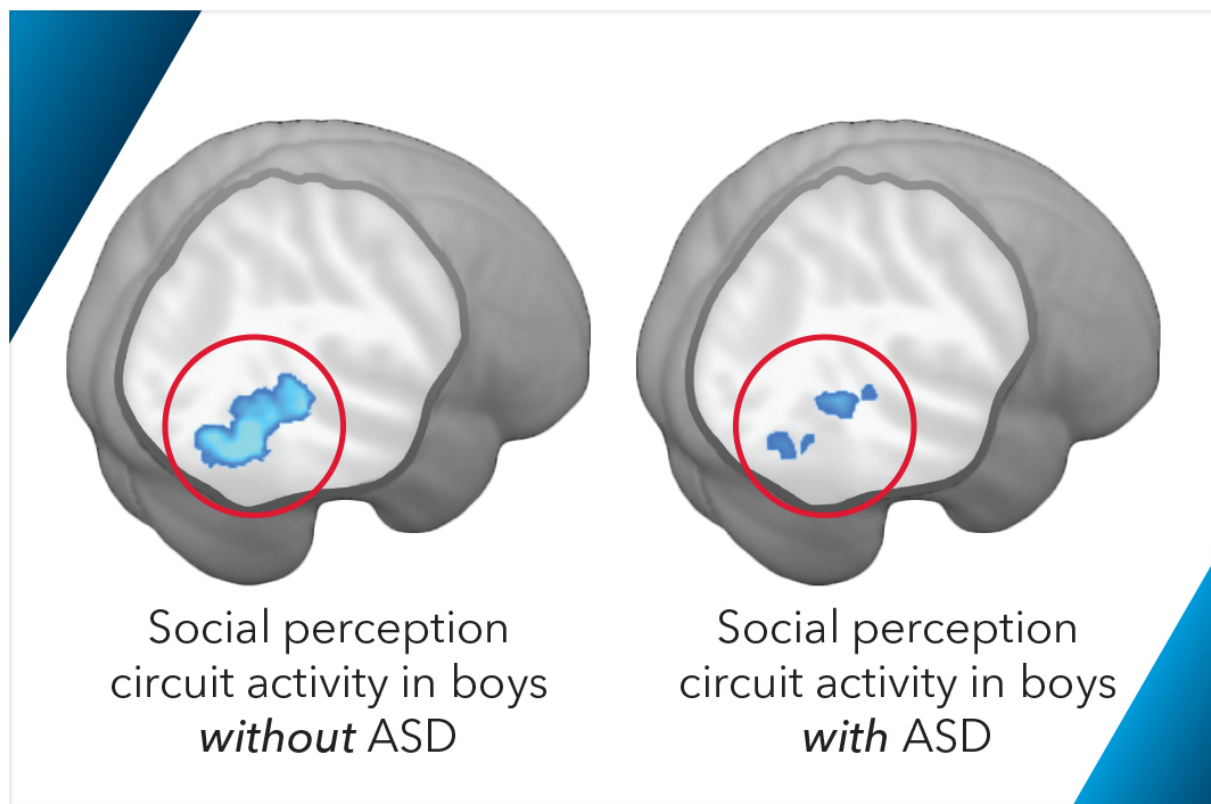 Social perception
circuit activity in boys
without ASD
Social perception
circuit activity in boys
with ASD